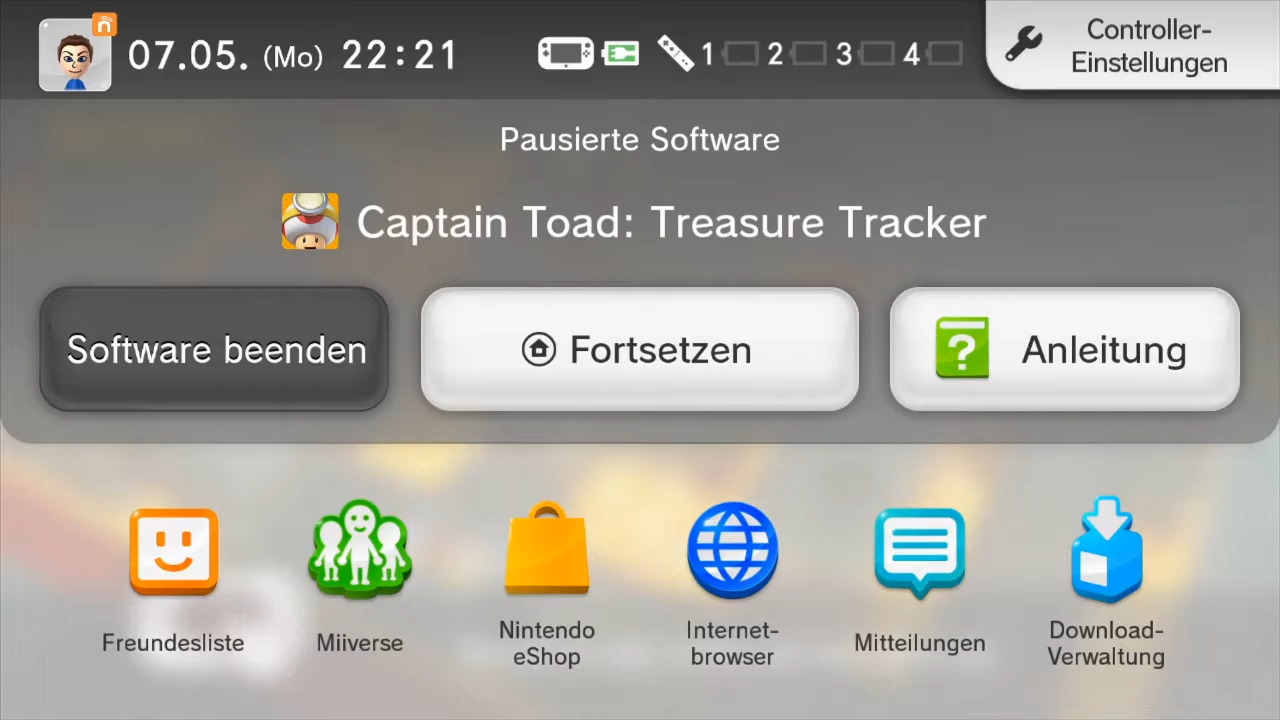 07.05. (Mo) 22:21
1 2 3 4
Controller-
Einstellungen
Pausierte Software
Captain Toad: Treasure Tracker
Software beenden
Fortsetzen
? Anleitung
Freundesliste
Miiverse
Nintendo
eShop
Internet-
browser
Mitteilungen
Download-
Verwaltung